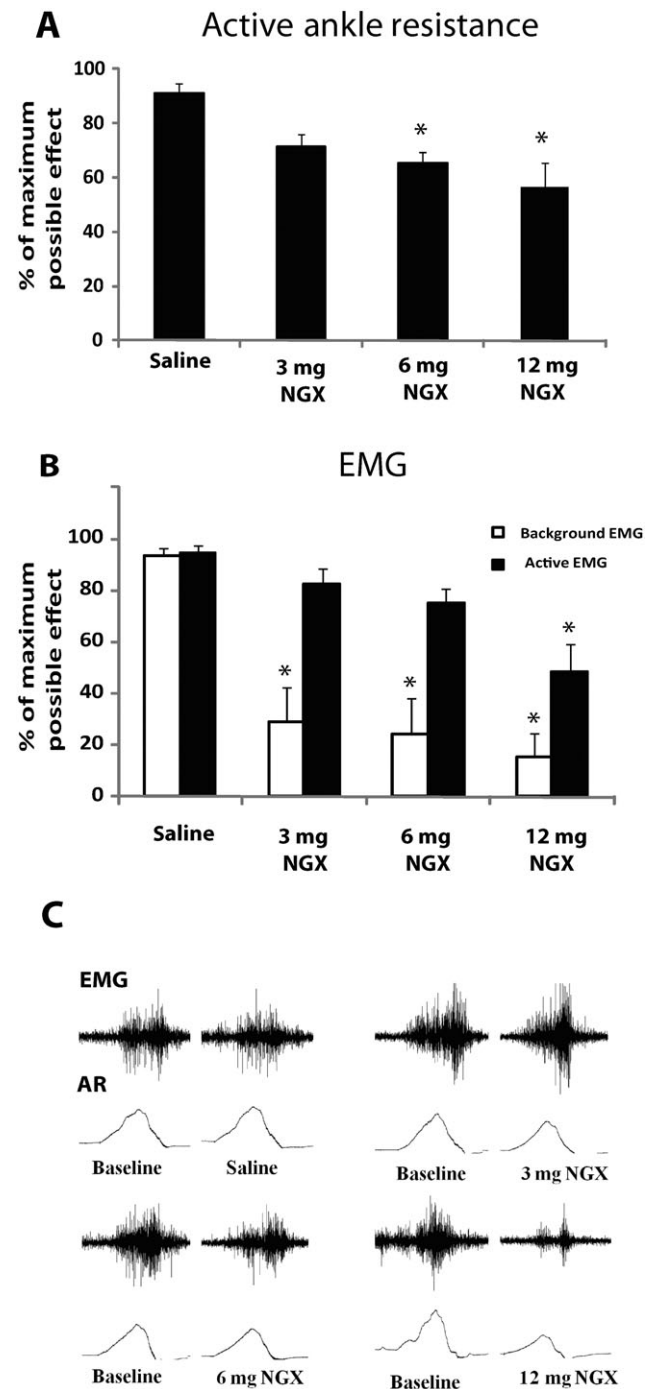 A Active ankle resistance
% of maximum
possible effect
100
80
60
40
20
0
* *
Saline 3 mg 6 mg 12 mg
NGX NGX NGX
B EMG
% of maximum
possible effect
100
80
60
40
20
0
Background EMG
Active EMG
* * * *
Saline 3 mg 6 mg 12 mg
NGX NGX NGX
C
EMG
AR
Baseline Saline Baseline 3 mg NGX
Baseline 6 mg NGX Baseline 12 mg NGX